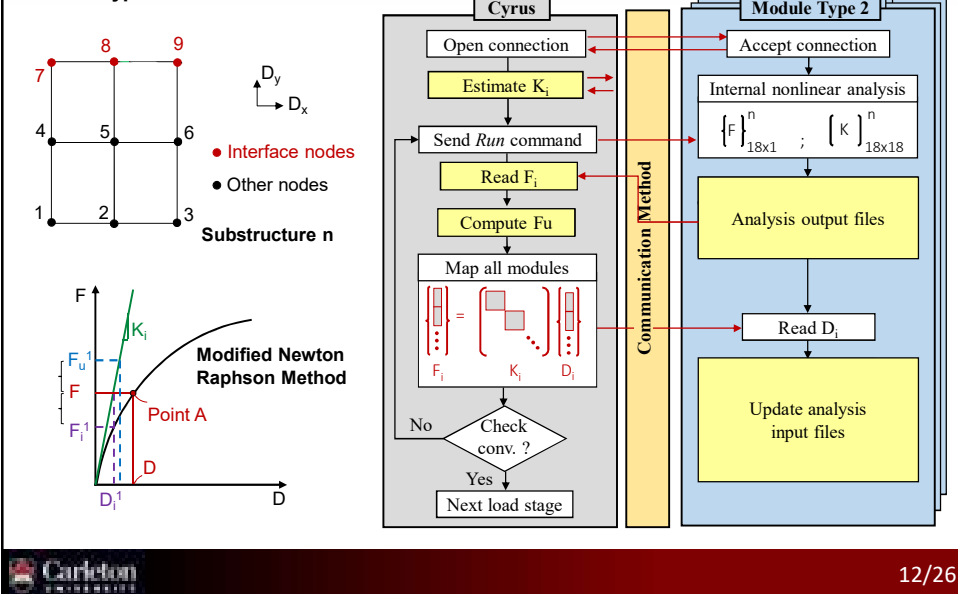 8
9
7
4
5
6
1
2
3
Dy
Dx
Interface nodes
Other nodes
Substructure n
F
Ki
Fu1
F
Fi1
Modified Newton
Raphson Method
Point A
D
Di1
D
Cyrus
Open connection
Estimate Ki
Send Run command
Read Fi
Compute Fu
Map all modules
=
Fi
Ki
Di
No
Check
conv. ?
Yes
Next load stage
Communication Method
Module Type 2
Accept connection
Internal nonlinear analysis
{F}n18x1 ; [K]n18x18
Analysis output files
Read Di
Update analysis
input files
Carleton
UNIVERSITY
12/26